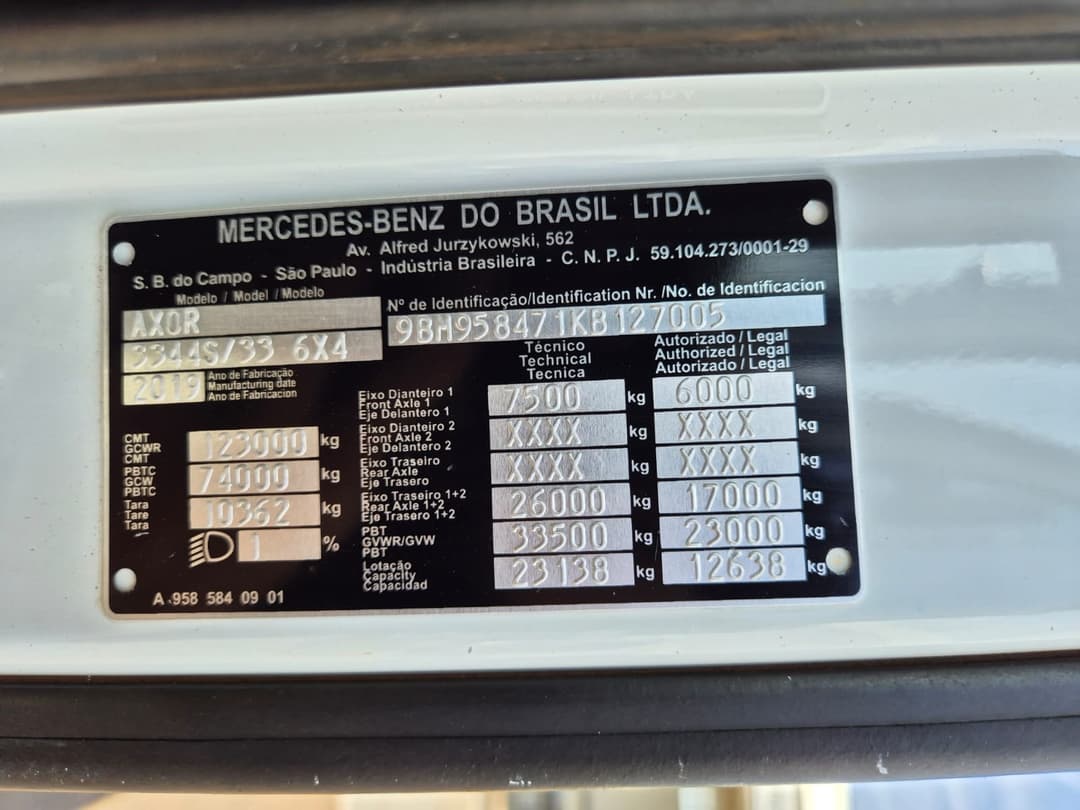 MERCEDES-BENZ DO BRASIL LTDA.
Av. Alfred Jurzykowski, 562
S. B. do Campo - São Paulo - Indústria Brasileira - C. N. P. J. 59.104.273/0001-29
Modelo / Model / Modelo
AXOR
3344S/33 6X4
2019 Ano de Fabricação
Manufacturing date
Ano de Fabricacion
Nº de Identificação/Identification Nr. /No. de Identificacion
9BM958471KB127005
Técnico
Technical
Tecnica
Autorizado / Legal
Authorized / Legal
Autorizado / Legal
Eixo Dianteiro 1
Front Axle 1
Eje Delantero 1
7500 kg 6000 kg
Eixo Dianteiro 2
Front Axle 2
Eje Delantero 2
XXXX kg XXXX kg
Eixo Traseiro
Rear Axle
Eje Trasero
XXXX kg XXXX kg
Eixo Traseiro 1+2
Rear Axle 1+2
Eje Trasero 1+2
26000 kg 17000 kg
PBT
GVWR/GVW
PBT
33500 kg 23000 kg
Lotação
Capacity
Capacidad
23138 kg 12638 kg
CMT
GCWR
CMT
123000 kg
PBTC
GCW
PBTC
74000 kg
Tara
Tare
Tara
10362 kg
1 %
A 958 584 09 01